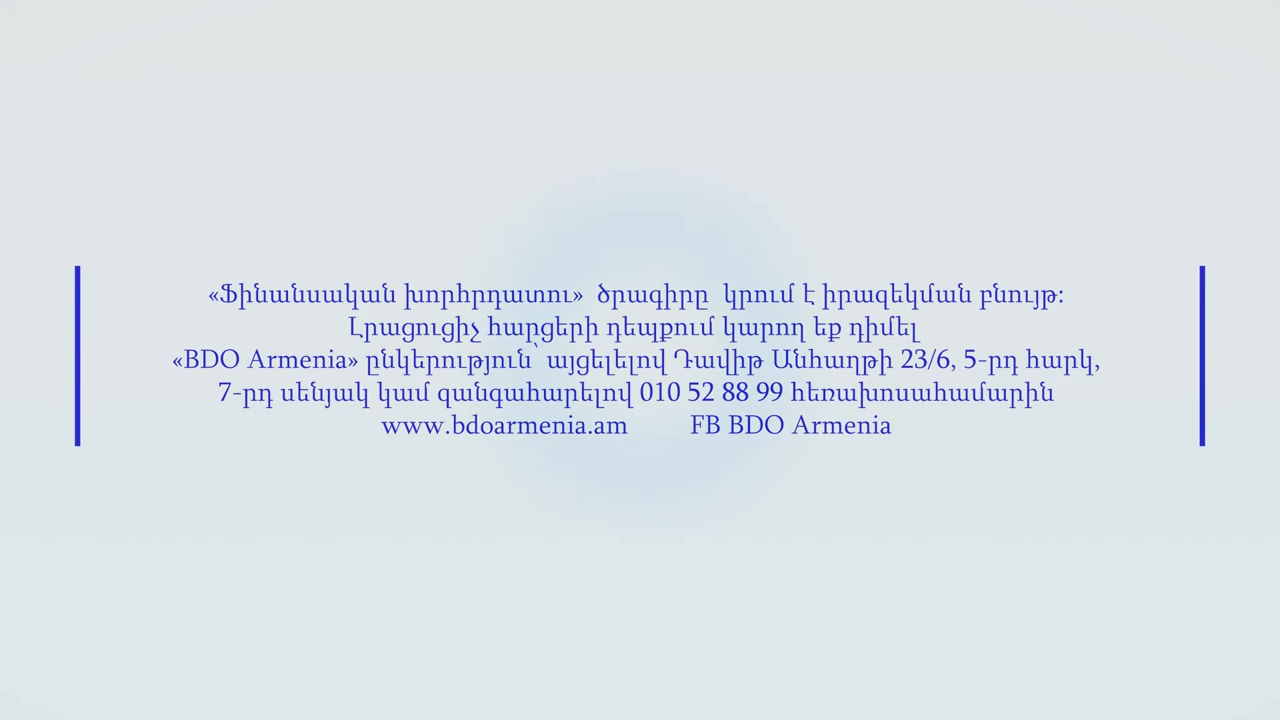 «Ֆինանսական խորհրդատու» ծրագիրը կրում է իրազեկման բնույթ:
Լրացուցիչ հարցերի դեպքում կարող եք դիմել
«BDO Armenia» ընկերություն՝ այցելելով Դավիթ Անհաղթի 23/6, 5-րդ հարկ,
7-րդ սենյակ կամ զանգահարելով 010 52 88 99 հեռախոսահամարին
www.bdoarmenia.am FB BDO Armenia